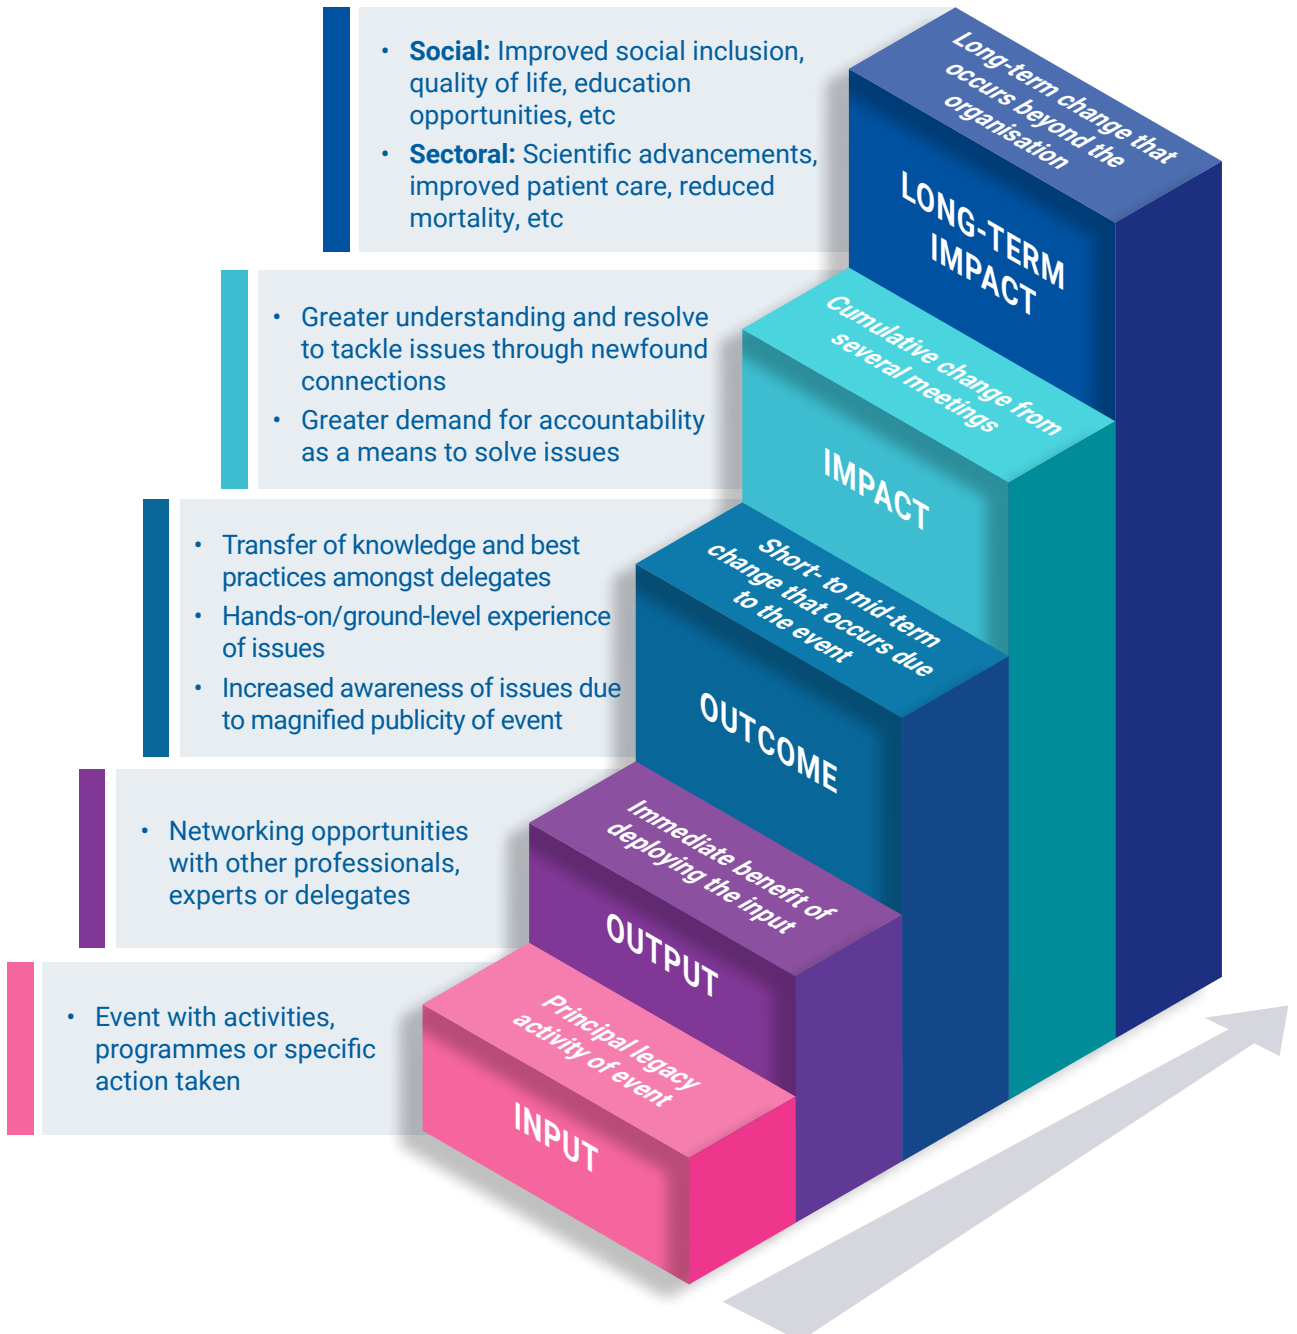 • Social: Improved social inclusion,
quality of life, education
opportunities, etc
• Sectoral: Scientific advancements,
improved patient care, reduced
mortality, etc
Long-term change that
occurs beyond the
organisation
LONG-TERM
IMPACT
• Greater understanding and resolve
to tackle issues through newfound
connections
• Greater demand for accountability
as a means to solve issues
Cumulative change from
several meetings
IMPACT
• Transfer of knowledge and best
practices amongst delegates
• Hands-on/ground-level experience
of issues
• Increased awareness of issues due
to magnified publicity of event
Short- to mid-term
change that occurs due
to the event
OUTCOME
• Networking opportunities
with other professionals,
experts or delegates
Immediate benefit of
deploying the input
OUTPUT
• Event with activities,
programmes or specific
action taken
Principal legacy
activity of event
INPUT